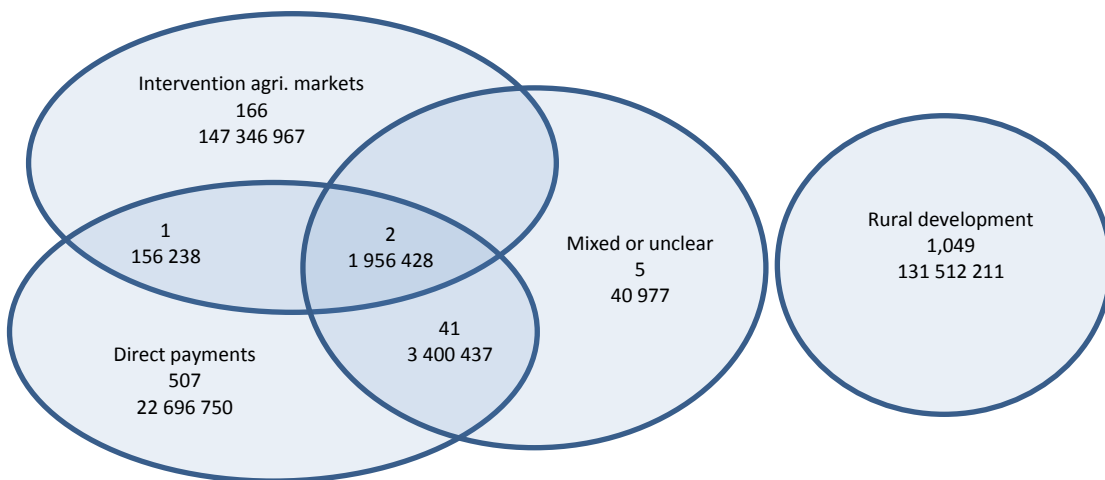 Intervention agri. markets
166
147 346 967
1
156 238
2
1 956 428
Mixed or unclear
5
40 977
Rural development
1,049
131 512 211
41
3 400 437
Direct payments
507
22 696 750